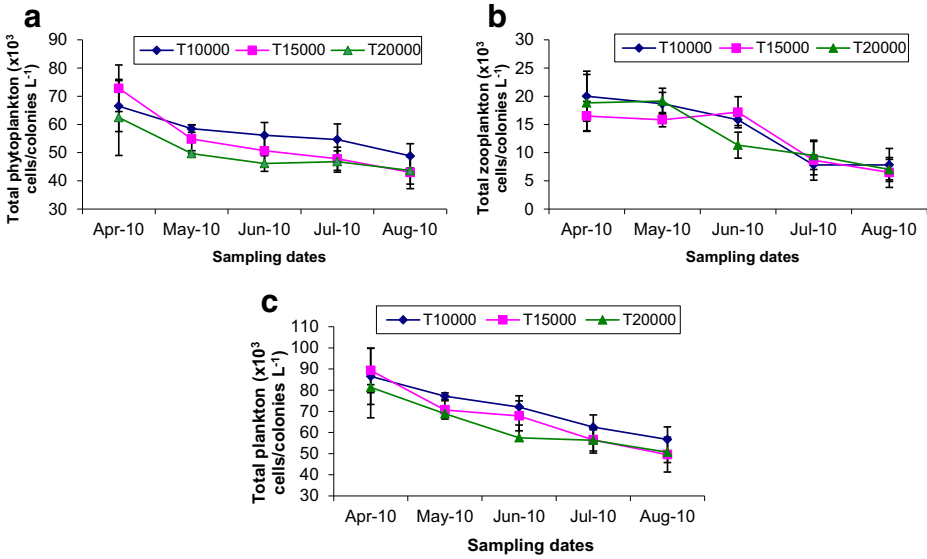 a
T10000 T15000 T20000
Total phytoplankton (x10³
cells/colonies L⁻¹)
100
90
80
70
60
50
40
30
Apr-10 May-10 Jun-10 Jul-10 Aug-10
Sampling dates
b
T10000 T15000 T20000
Total zooplankton (x10³
cells/colonies L⁻¹)
30
25
20
15
10
5
0
Apr-10 May-10 Jun-10 Jul-10 Aug-10
Sampling dates
c
T10000 T15000 T20000
Total plankton (x10³
cells/colonies L⁻¹)
110
100
90
80
70
60
50
40
30
Apr-10 May-10 Jun-10 Jul-10 Aug-10
Sampling dates